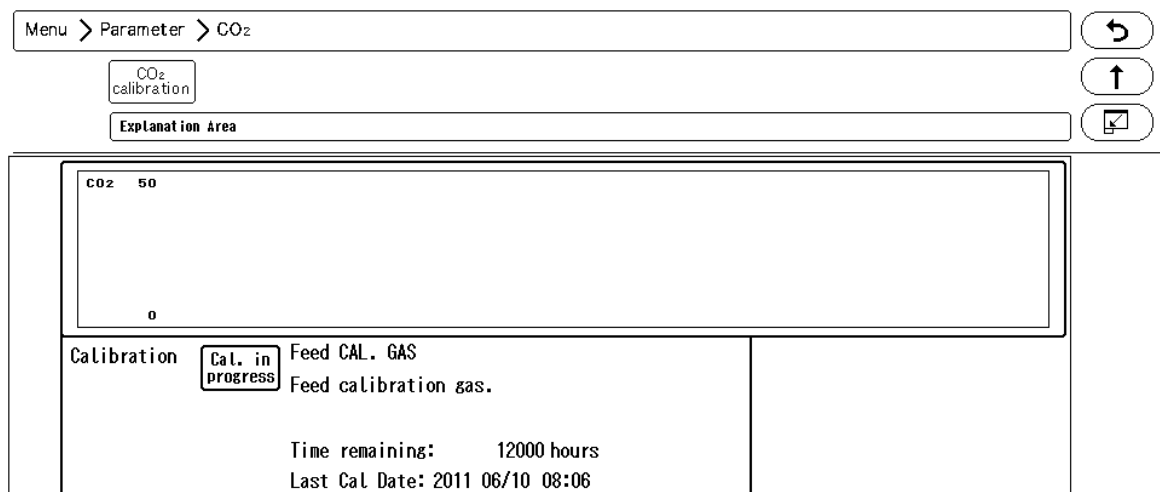 Menu > Parameter > CO₂
CO₂
calibration
Explanation Area
CO₂ 50
0
Calibration
Cal. in
progress
Feed CAL. GAS
Feed calibration gas.
Time remaining: 12000 hours
Last Cal Date: 2011 06/10 08:06